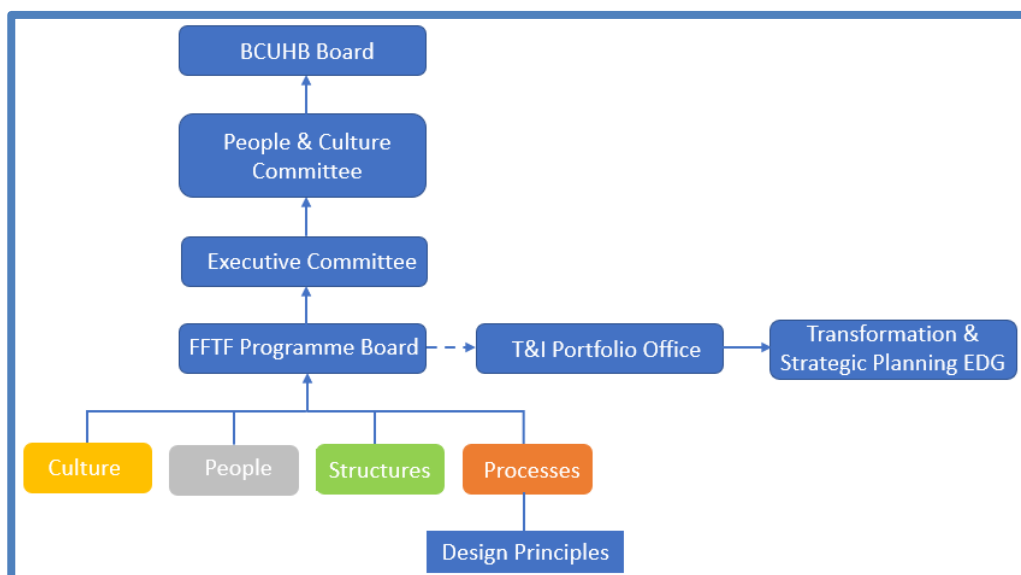 BCUHB Board
People & Culture
Committee
Executive Committee
FFTF Programme Board
T&I Portfolio Office
Transformation &
Strategic Planning EDG
Culture
People
Structures
Processes
Design Principles